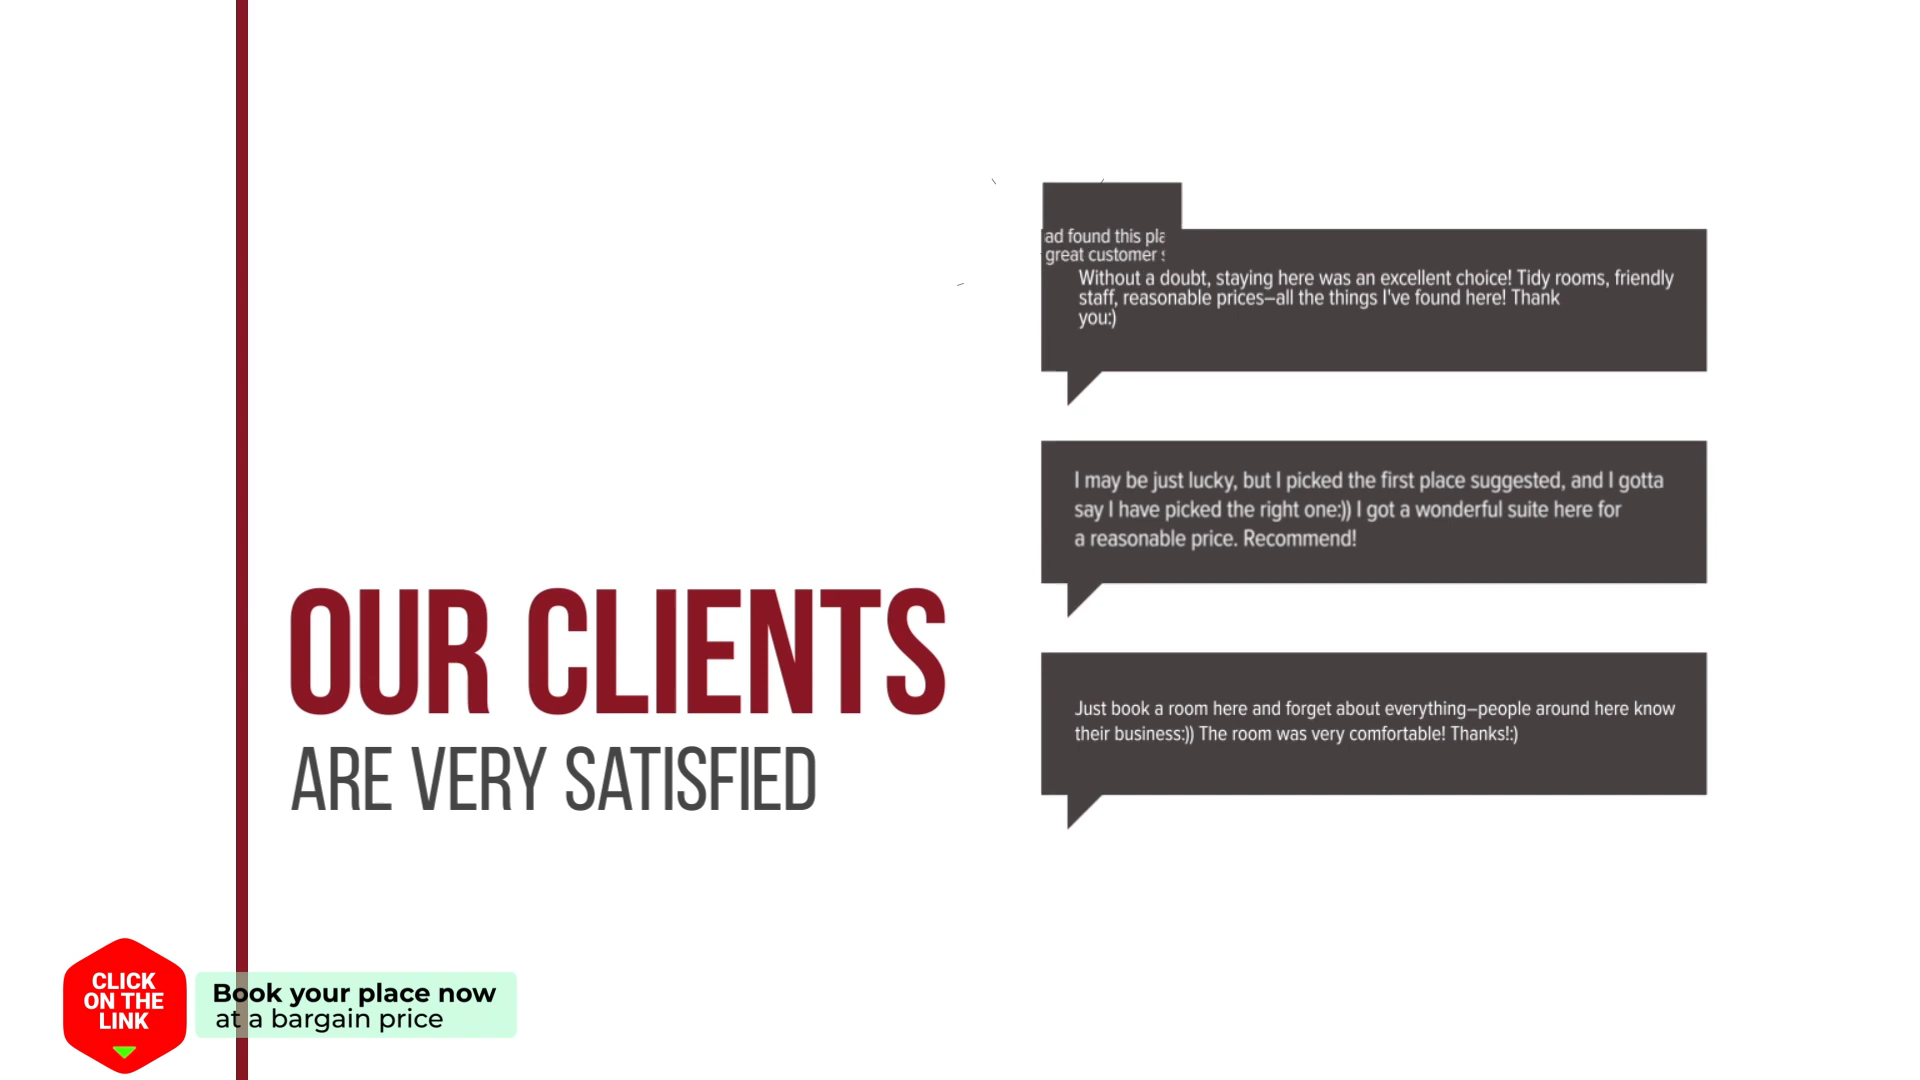 ad found this
great customer
Without a doubt, staying here was an excellent choice! Tidy rooms, friendly
staff, reasonable prices—all the things I've found here! Thank
you:)
I may be just lucky, but I picked the first place suggested, and I gotta
say I have picked the right one:)) I got a wonderful suite here for
a reasonable price. Recommend!
Just book a room here and forget about everything—people around here know
their business:)) The room was very comfortable! Thanks!:)
OUR CLIENTS
ARE VERY SATISFIED
CLICK
ON THE
LINK
Book your place now
at a bargain price